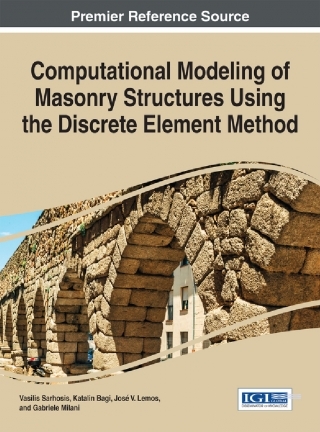 Premier Reference Source
Computational Modeling of
Masonry Structures Using
the Discrete Element Method
Vasilis Sarhosis, Katalin Bagi, José V. Lemos,
and Gabriele Milani
IGI